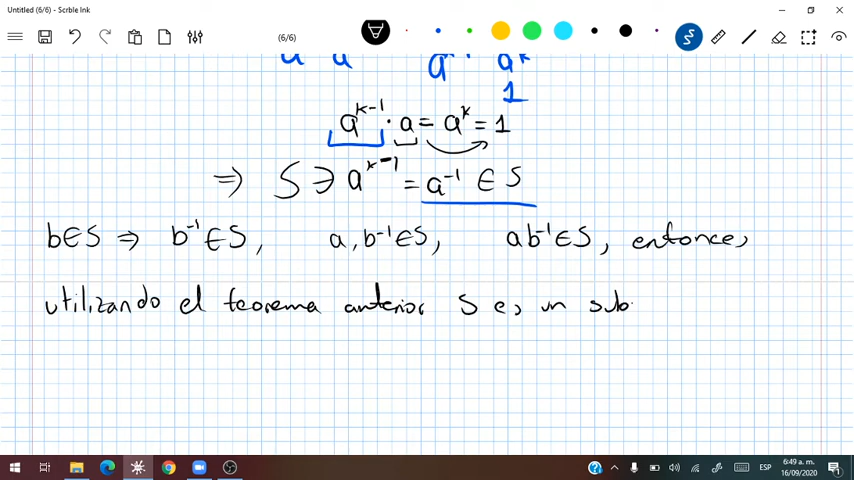 Untitled (6/6) - Scrble Ink
(6/6)
1
a^{k-1} · a = a^k = 1
⇒ S ∋ a^{k-1} = a^{-1} ∈ S
b∈S ⇒ b^{-1}∈S, a, b^{-1}∈S, ab^{-1}∈S, entonces,
utilizando el teorema anterior S es un sub
ESP
6:49 a. m.
16/09/2020